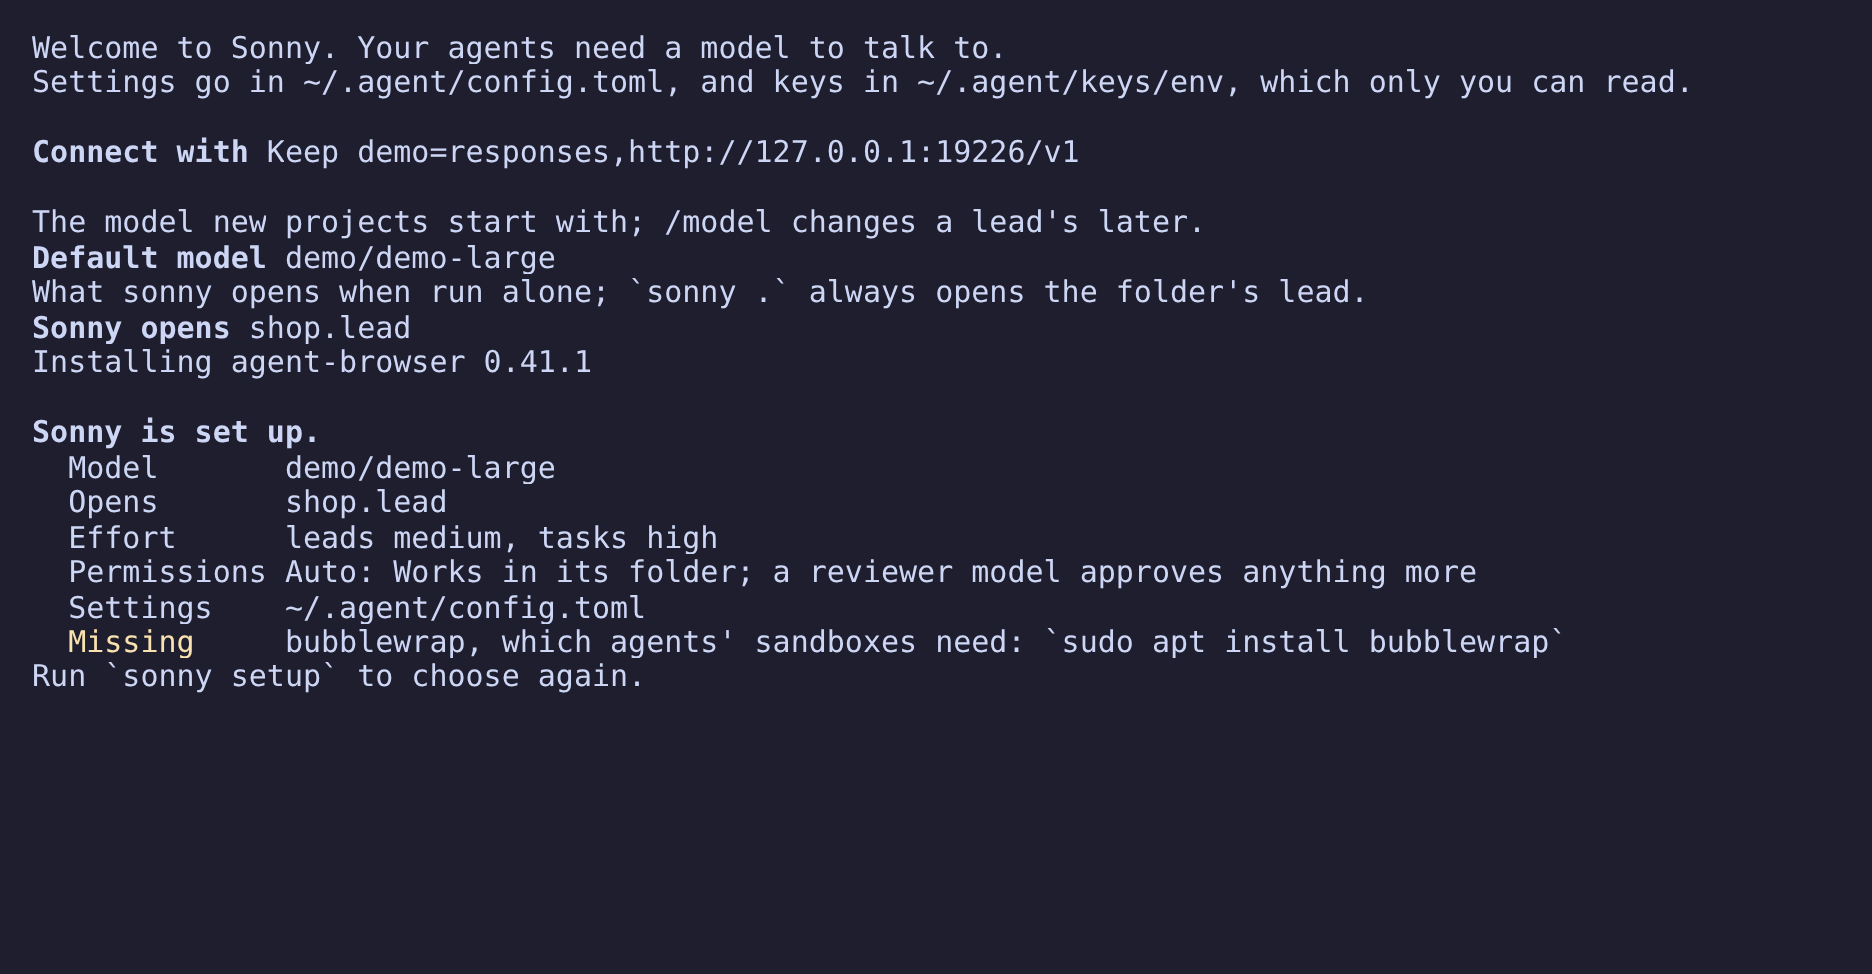 Welcome to Sonny. Your agents need a model to talk to.
Settings go in ~/.agent/config.toml, and keys in ~/.agent/keys/env, which only you can read.
Connect with Keep demo=responses,http://127.0.0.1:19226/v1
The model new projects start with; /model changes a lead's later.
Default model demo/demo-large
What sonny opens when run alone; `sonny .` always opens the folder's lead.
Sonny opens shop.lead
Installing agent-browser 0.41.1
Sonny is set up.
Model demo/demo-large
Opens shop.lead
Effort leads medium, tasks high
Permissions Auto: Works in its folder; a reviewer model approves anything more
Settings ~/.agent/config.toml
Missing bubblewrap, which agents' sandboxes need: `sudo apt install bubblewrap`
Run `sonny setup` to choose again.